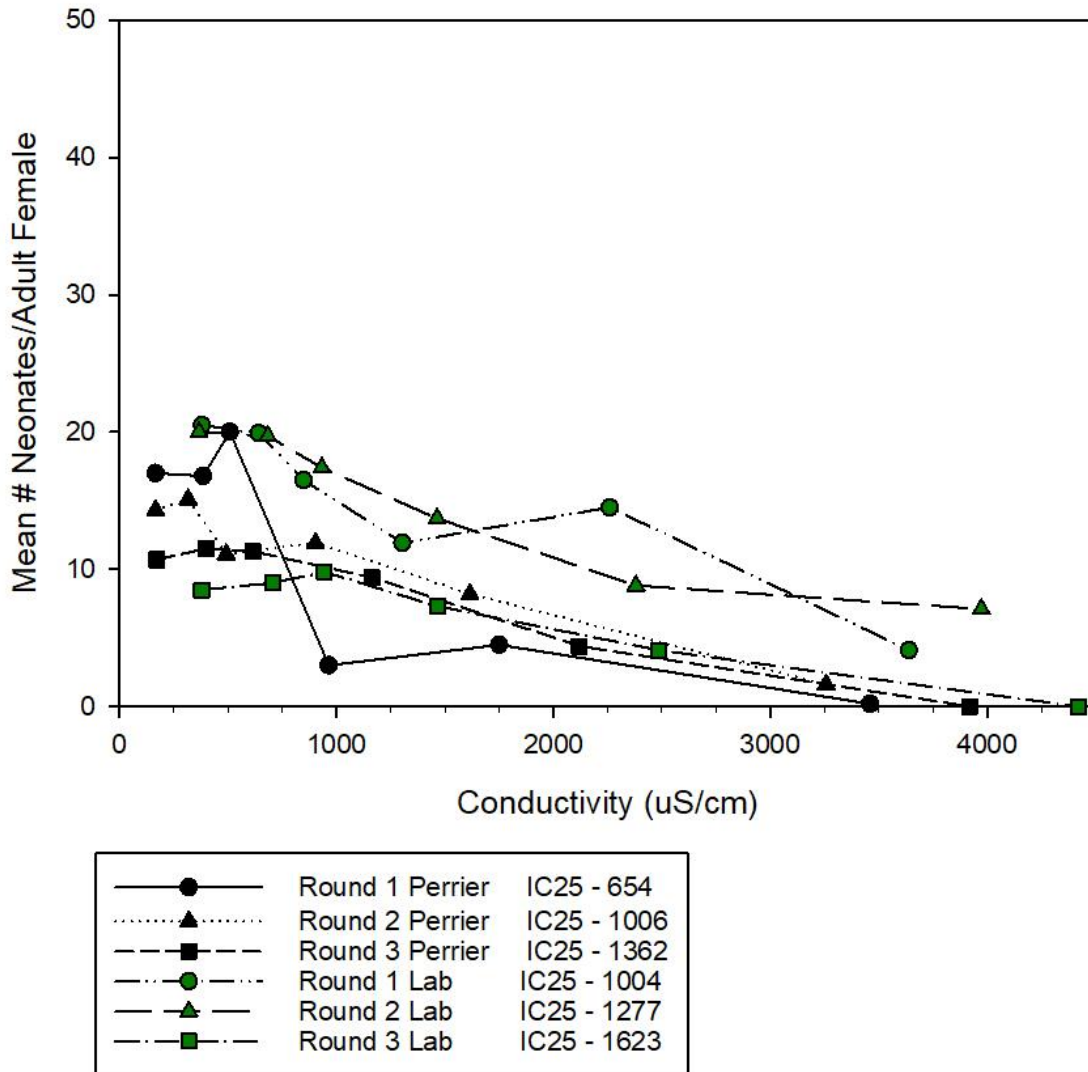 50
40
30
20
10
0
Mean # Neonates/Adult Female
0 1000 2000 3000 4000
Conductivity (uS/cm)
Round 1 Perrier IC25 - 654
Round 2 Perrier IC25 - 1006
Round 3 Perrier IC25 - 1362
Round 1 Lab IC25 - 1004
Round 2 Lab IC25 - 1277
Round 3 Lab IC25 - 1623